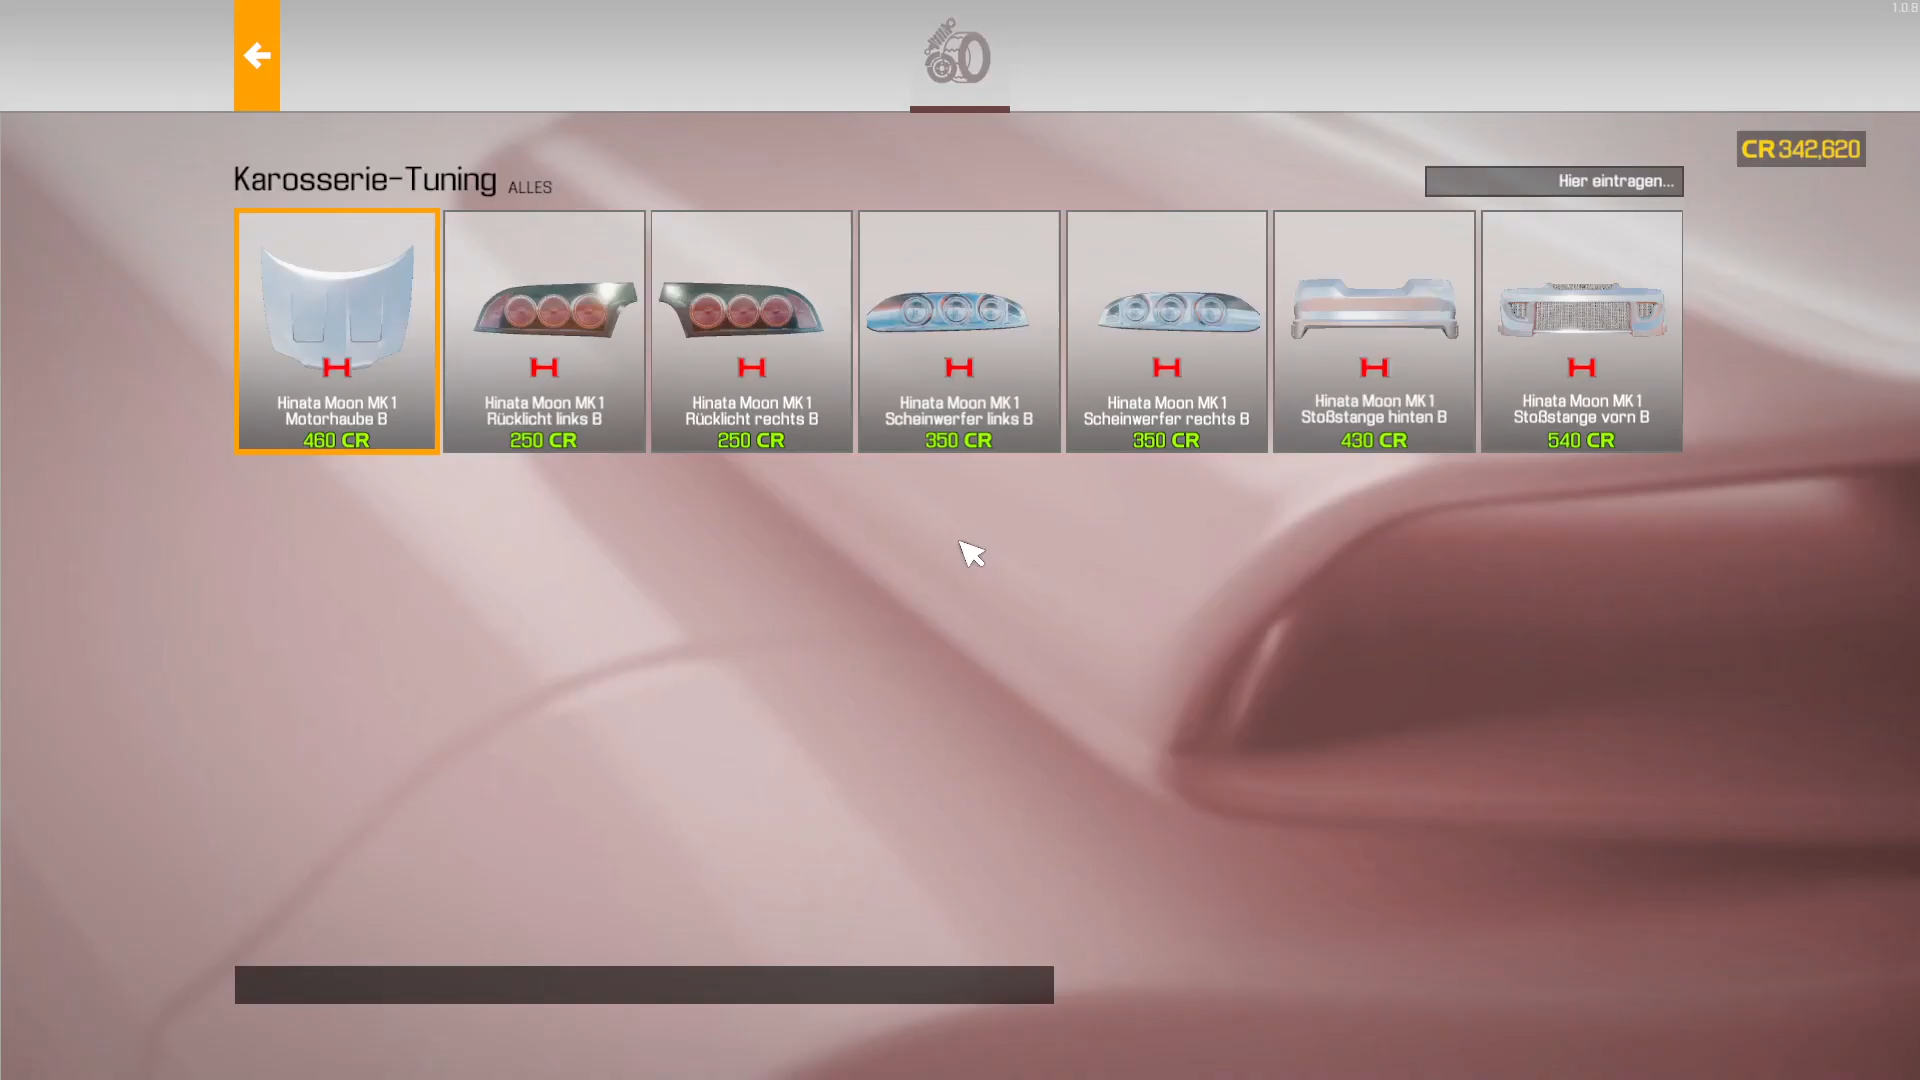 1.0.8
CR 342,620
Karosserie-Tuning ALLES
Hier eintragen...
Hinata Moon MK1
Motorhaube B
460 CR
Hinata Moon MK1
Rücklicht links B
250 CR
Hinata Moon MK1
Rücklicht rechts B
250 CR
Hinata Moon MK1
Scheinwerfer links B
350 CR
Hinata Moon MK1
Scheinwerfer rechts B
350 CR
Hinata Moon MK1
Stoßstange hinten B
430 CR
Hinata Moon MK1
Stoßstange vorn B
540 CR